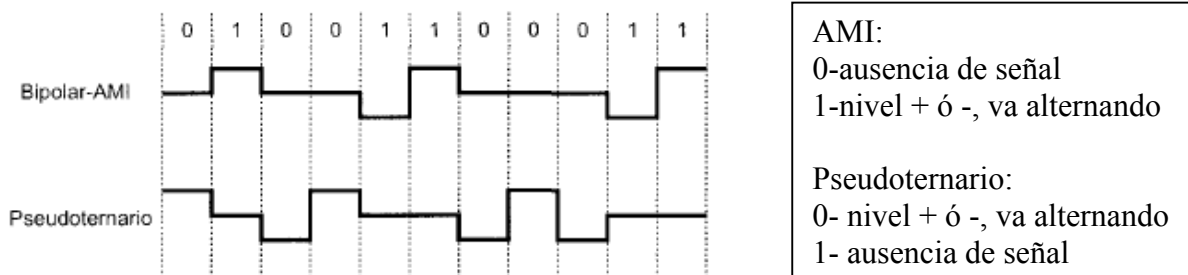 0 1 0 0 1 1 0 0 0 1 1
Bipolar-AMI
Pseudoternario
AMI:
0-ausencia de señal
1-nivel + ó -, va alternando
Pseudoternario:
0- nivel + ó -, va alternando
1- ausencia de señal